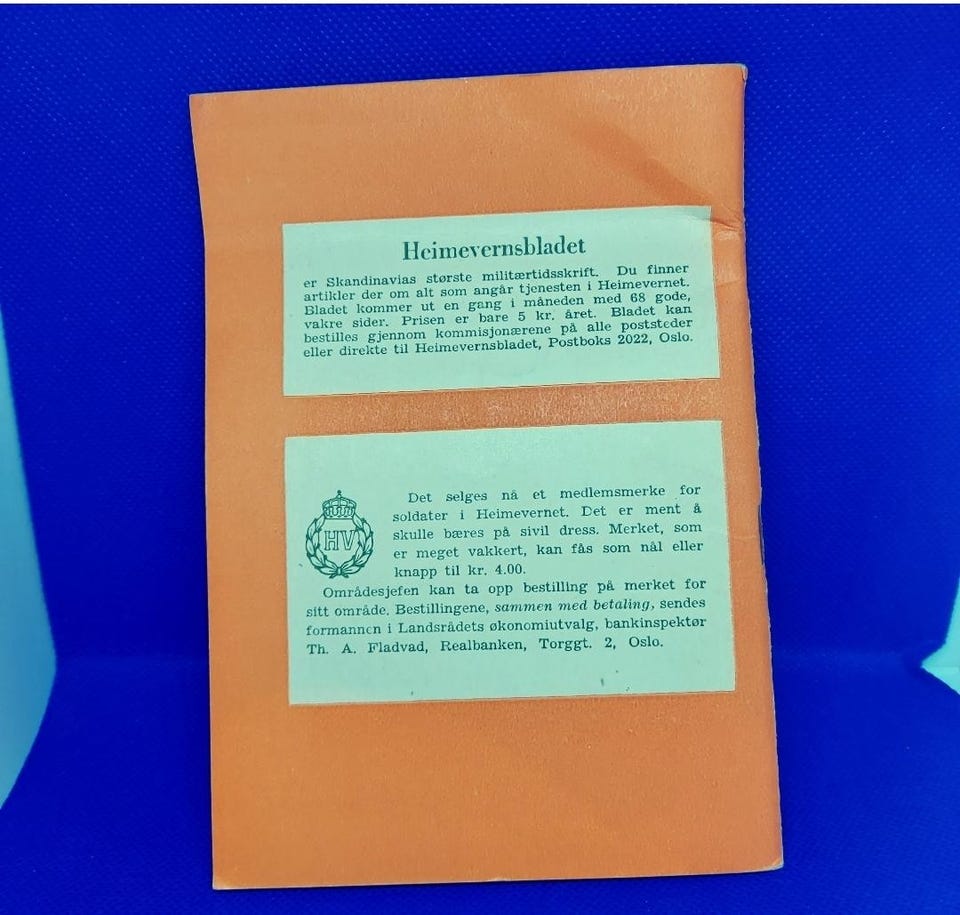 Heimevernsbladet
er Skandinavias største militærtidsskrift. Du finner
artikler der om alt som angår tjenesten i Heimevernet.
Bladet kommer ut en gang i måneden med 68 gode,
vakre sider. Prisen er bare 5 kr. året. Bladet kan
bestilles gjennom kommisjonærene på alle poststeder
eller direkte til Heimevernsbladet, Postboks 2022, Oslo.
HV
Det selges nå et medlemsmerke for
soldater i Heimevernet. Det er ment å
skulle bæres på sivil dress. Merket, som
er meget vakkert, kan fås som nål eller
knapp til kr. 4.00.
Områdesjefen kan ta opp bestilling på merket for
sitt område. Bestillingene, sammen med betaling, sendes
formannen i Landsrådets økonomiutvalg, bankinspektør
Th. A. Fladvad, Realbanken, Torggt. 2, Oslo.